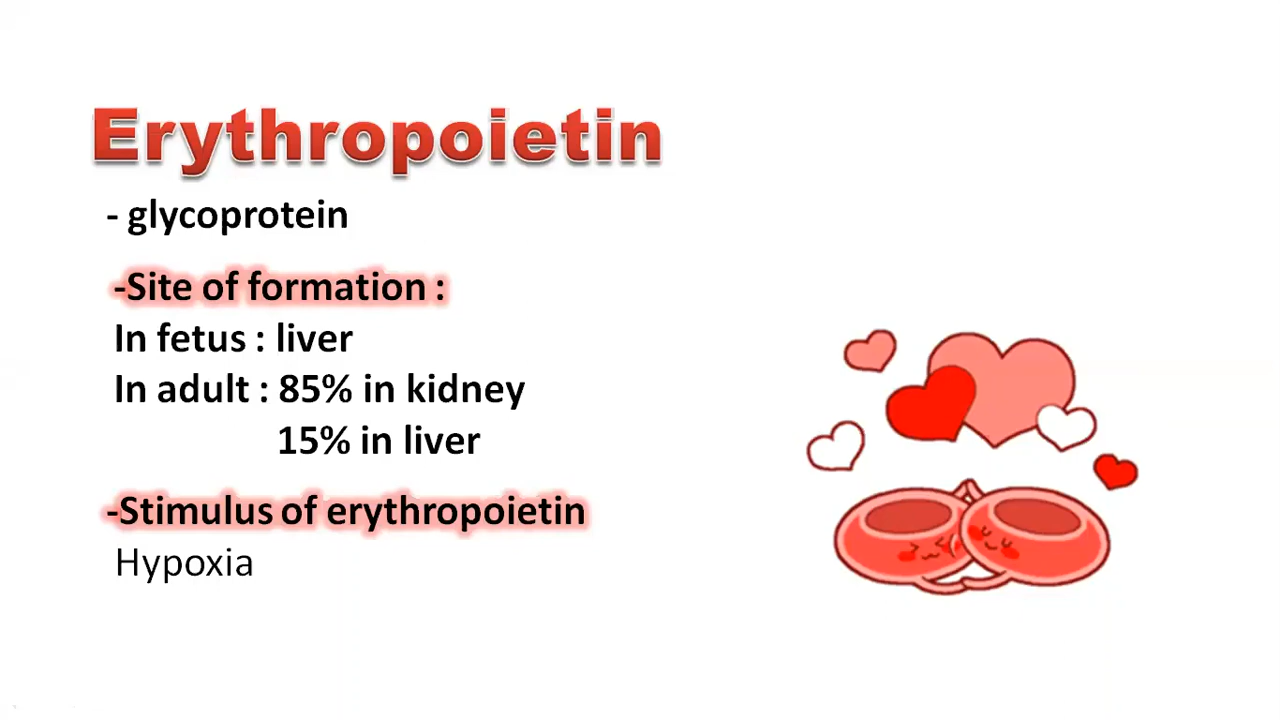 Erythropoietin
- glycoprotein
-Site of formation :
In fetus : liver
In adult : 85% in kidney
15% in liver
-Stimulus of erythropoietin
Hypoxia